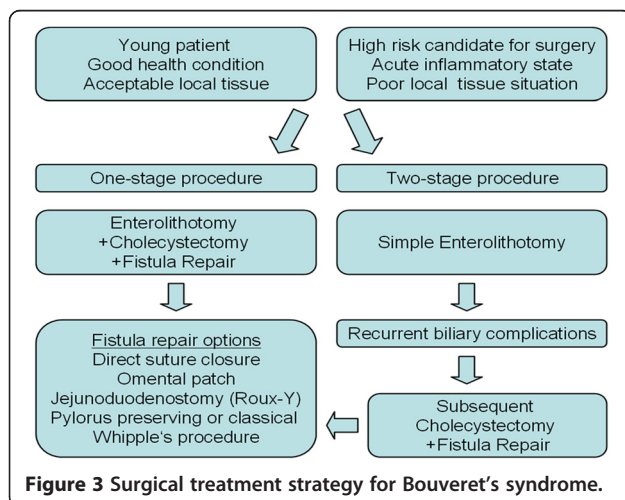 Young patient
Good health condition
Acceptable local tissue
High risk candidate for surgery
Acute inflammatory state
Poor local tissue situation
One-stage procedure
Two-stage procedure
Enterolithotomy
+Cholecystectomy
+Fistula Repair
Simple Enterolithotomy
Fistula repair options
Direct suture closure
Omental patch
Jejunoduodenostomy (Roux-Y)
Pylorus preserving or classical
Whipple's procedure
Recurrent biliary complications
Subsequent
Cholecystectomy
+Fistula Repair
Figure 3 Surgical treatment strategy for Bouveret's syndrome.